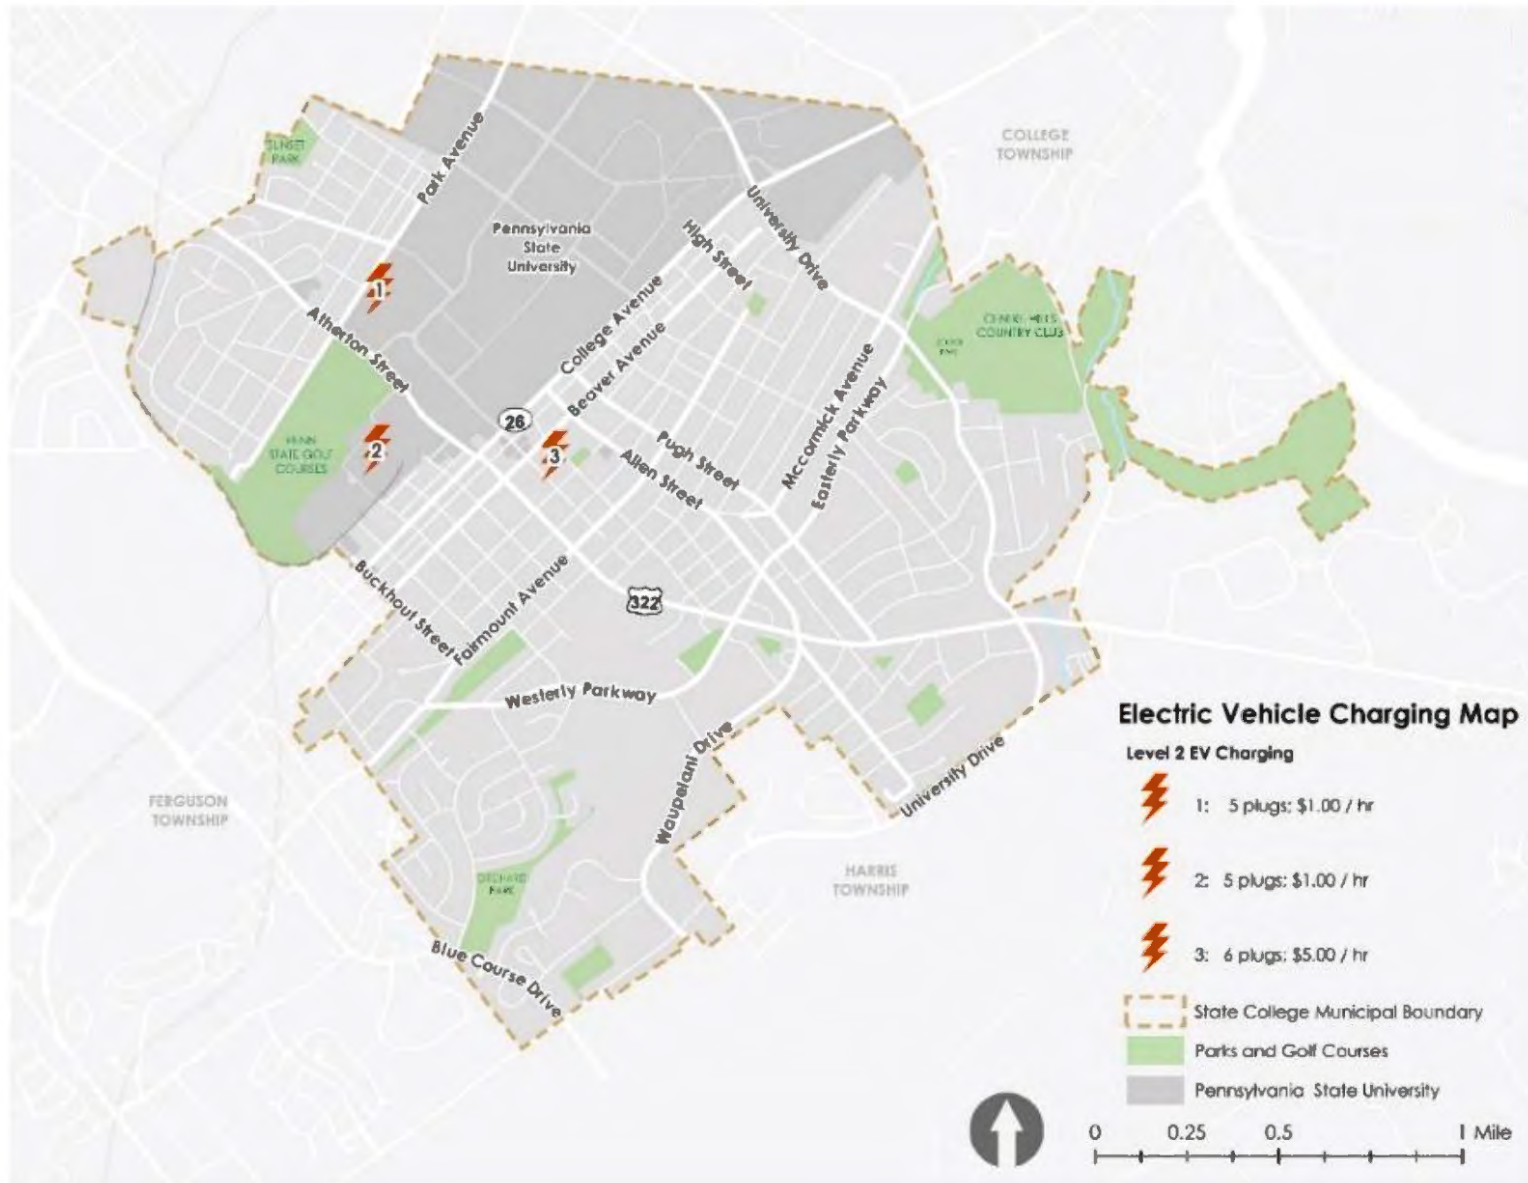 COLLEGE
TOWNSHIP
SUNSET
PARK
Park Avenue
Pennsylvania
State
University
High Street
University Drive
1
Atherton Street
College Avenue
Beaver Avenue
CENTRE HILLS
COUNTRY CLUB
Mccormick Avenue
Easterly Parkway
26
PENN
STATE GOLF
COURSES
2
3
Pugh Street
Allen Street
Buckhout Street
Fairmount Avenue
322
Westerly Parkway
Waupelani Drive
University Drive
FERGUSON
TOWNSHIP
HARRIS
TOWNSHIP
ORCHARD
PARK
Blue Course Drive
Electric Vehicle Charging Map
Level 2 EV Charging
1: 5 plugs; $1.00 / hr
2: 5 plugs; $1.00 / hr
3: 6 plugs; $5.00 / hr
State College Municipal Boundary
Parks and Golf Courses
Pennsylvania State University
0 0.25 0.5 1 Mile